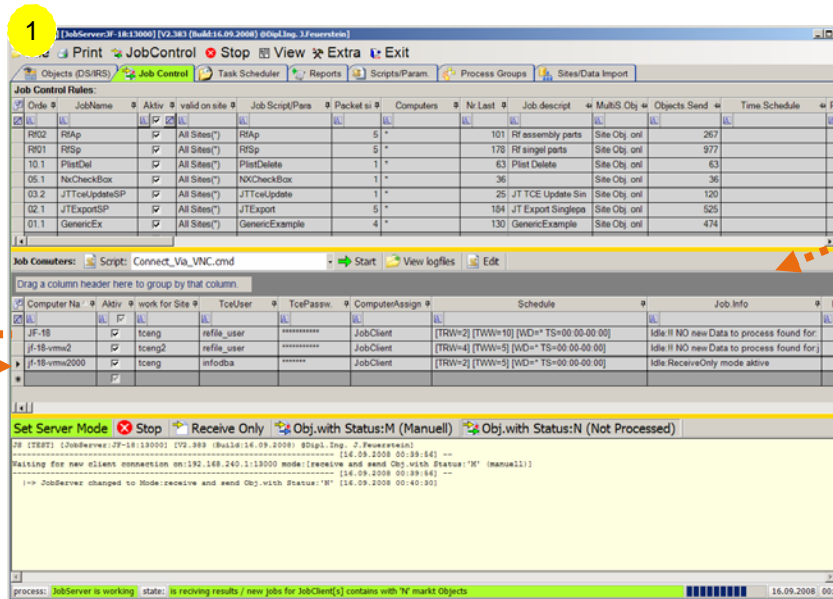 1
[JobServer:JF-18:13000] [V2.383 (Build:16.09.2008) @Dipl.Ing. J.Feuerstein]
Print JobControl Stop View Extra Exit
Objects (DS/IRS) Job Control Task Scheduler Reports Scripts/Param. Process Groups Sites/Data Import
Job Control Rules:
Orde JobName Aktiv valid on site Job Script/Para Packet si Computers Nr.Last Job.descript MultiS.Obj Objects.Send Time.Schedule
Rf02 RfAp All Sites(*) RfAp 5 * 101 Rf assembly parts Site Obj. onl 267
Rf01 RfSp All Sites(*) RfSp 5 * 178 Rf singel parts Site Obj. onl 977
10.1 PlistDel All Sites(*) PlistDelete 1 * 63 Plist Delete Site Obj. onl 63
05.1 NxCheckBox All Sites(*) NXCheckBox 1 * 36 Site Obj. onl 36
03.2 JTTceUpdateSP All Sites(*) JTTceUpdate 1 * 25 JT TCE Update Sin Site Obj. onl 120
02.1 JTExportSP All Sites(*) JTExport 5 * 184 JT Export Singlepa Site Obj. onl 525
01.1 GenericEx All Sites(*) GenericExample 4 * 130 GenericExample Site Obj. onl 474
Job Comuters: Script: Connect_Via_VNC.cmd Start View logfiles Edit
Drag a column header here to group by that column.
Computer Na Aktiv work for Site TceUser TcePassw. ComputerAssign Schedule Job.Info
JF-18 tceng refile_user *********** JobClient [TRW=2] [TWW=10] [WD=* TS=00:00-00:00] Idle:!! NO new Data to process found for:
jf-18-vmw2 tceng2 refile_user *********** JobClient [TRW=4] [TWW=5] [WD=* TS=00:00-00:00] Idle:!! NO new Data to process found for:j
jf-18-vmw2000 tceng infodba ******* JobClient [TRW=2] [TWW=5] [WD=* TS=00:00-00:00] Idle:ReceiveOnly mode aktive
Set Server Mode Stop Receive Only Obj.with Status:M (Manuell) Obj.with Status:N (Not Processed)
JS [TEST] [JobServer:JF-18:13000] [V2.383 (Build:16.09.2008) @Dipl.Ing. J.Feuerstein]
[16.09.2008 00:39:56] --
Waiting for new client connection on:192.168.240.1:13000 mode:[receive and send Obj.with Status:'M' (manuell)]
[16.09.2008 00:39:56] --
|-> JobServer changed to Mode:receive and send Obj.with Status:'N' [16.09.2008 00:40:30]
process: JobServer is working state: is reciving results / new jobs for JobClient[s] contains with 'N' markt Objects 16.09.2008 00: